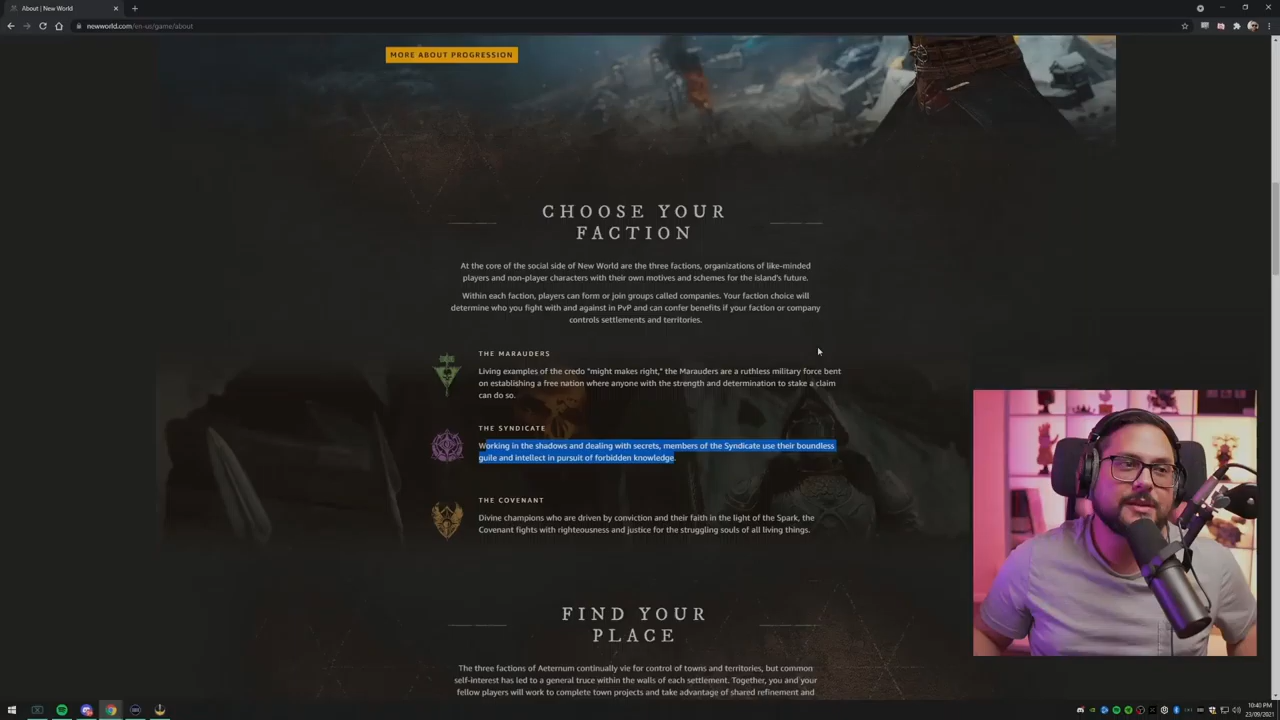 About | New World
newworld.com/en-us/game/about
MORE ABOUT PROGRESSION
CHOOSE YOUR
FACTION
At the core of the social side of New World are the three factions, organizations of like-minded
players and non-player characters with their own motives and schemes for the island's future.
Within each faction, players can form or join groups called companies. Your faction choice will
determine who you fight with and against in PvP and can confer benefits if your faction or company
controls settlements and territories.
THE MARAUDERS
Living examples of the credo "might makes right," the Marauders are a ruthless military force bent
on establishing a free nation where anyone with the strength and determination to stake a claim
can do so.
THE SYNDICATE
Working in the shadows and dealing with secrets, members of the Syndicate use their boundless
guile and intellect in pursuit of forbidden knowledge.
THE COVENANT
Divine champions who are driven by conviction and their faith in the light of the Spark, the
Covenant fights with righteousness and justice for the struggling souls of all living things.
FIND YOUR
PLACE
The three factions of Aeternum continually vie for control of towns and territories, but common
self-interest has led to a general truce within the walls of each settlement. Together, you and your
fellow players will work to complete town projects and take advantage of shared refinement and
10:40 PM
23/09/2021